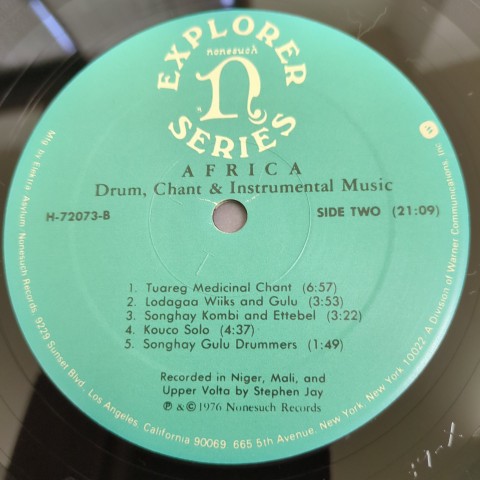 EXPLORER
nonesuch
n
SERIES
AFRICA
Drum, Chant & Instrumental Music
H-72073-B
SIDE TWO (21:09)
1. Tuareg Medicinal Chant (6:57)
2. Lodagaa Wiiks and Gulu (3:53)
3. Songhay Kombi and Ettebel (3:22)
4. Kouco Solo (4:37)
5. Songhay Gulu Drummers (1:49)
Recorded in Niger, Mali, and
Upper Volta by Stephen Jay
℗ & © 1976 Nonesuch Records
Mfg by Elektra/Asylum/Nonesuch Records, 9229 Sunset Blvd., Los Angeles, California 90069 665 5th Avenue, New York, New York 10022 A Division of Warner Communications, Inc.